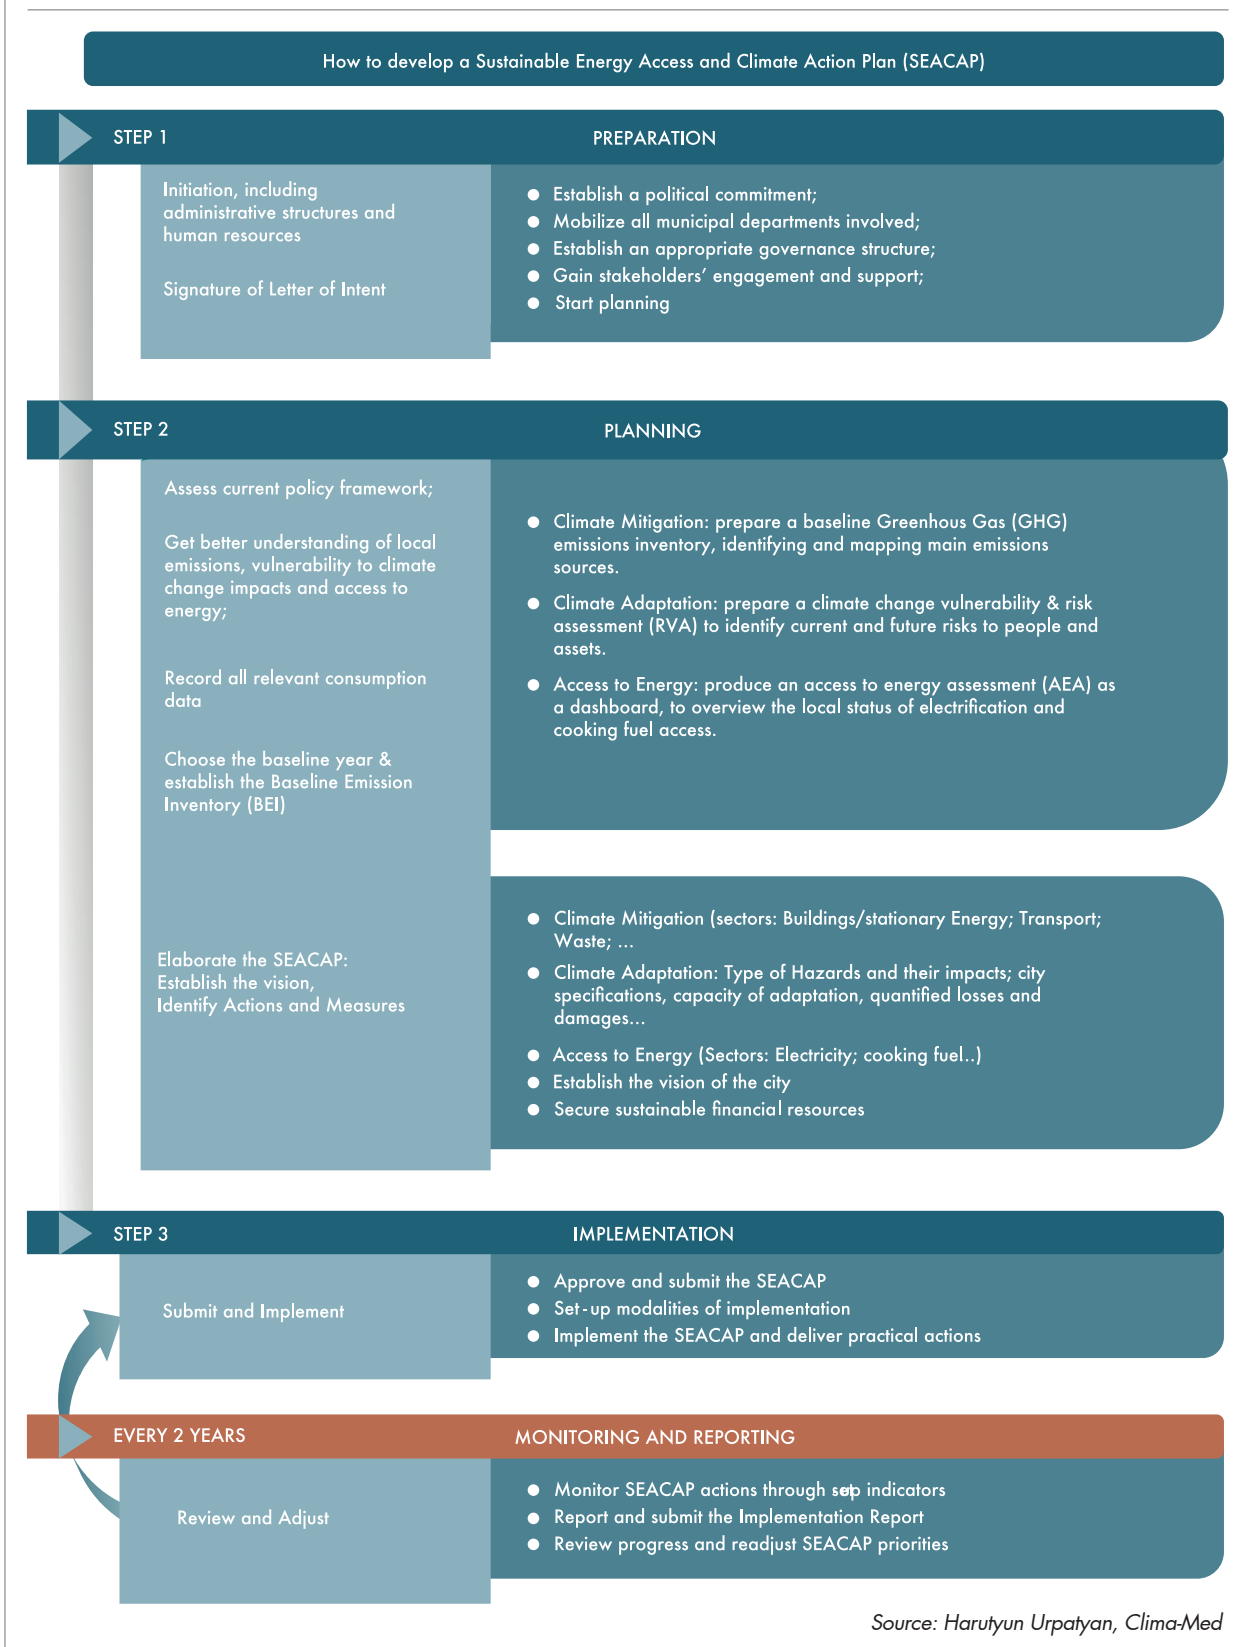 How to develop a Sustainable Energy Access and Climate Action Plan (SEACAP)
STEP 1
PREPARATION
Initiation, including
administrative structures and
human resources
Signature of Letter of Intent
● Establish a political commitment;
● Mobilize all municipal departments involved;
● Establish an appropriate governance structure;
● Gain stakeholders’ engagement and support;
● Start planning
STEP 2
PLANNING
Assess current policy framework;
Get better understanding of local
emissions, vulnerability to climate
change impacts and access to
energy;
Record all relevant consumption
data
Choose the baseline year &
establish the Baseline Emission
Inventory (BEI)
● Climate Mitigation: prepare a baseline Greenhous Gas (GHG)
emissions inventory, identifying and mapping main emissions
sources.
● Climate Adaptation: prepare a climate change vulnerability & risk
assessment (RVA) to identify current and future risks to people and
assets.
● Access to Energy: produce an access to energy assessment (AEA) as
a dashboard, to overview the local status of electrification and
cooking fuel access.
Elaborate the SEACAP:
Establish the vision,
Identify Actions and Measures
● Climate Mitigation (sectors: Buildings/stationary Energy; Transport;
Waste; ...
● Climate Adaptation: Type of Hazards and their impacts; city
specifications, capacity of adaptation, quantified losses and
damages...
● Access to Energy (Sectors: Electricity; cooking fuel..)
● Establish the vision of the city
● Secure sustainable financial resources
STEP 3
IMPLEMENTATION
Submit and Implement
● Approve and submit the SEACAP
● Set-up modalities of implementation
● Implement the SEACAP and deliver practical actions
EVERY 2 YEARS
MONITORING AND REPORTING
Review and Adjust
● Monitor SEACAP actions through indicators
● Report and submit the Implementation Report
● Review progress and readjust SEACAP priorities
Source: Harutyun Urpatyan, Clima-Med